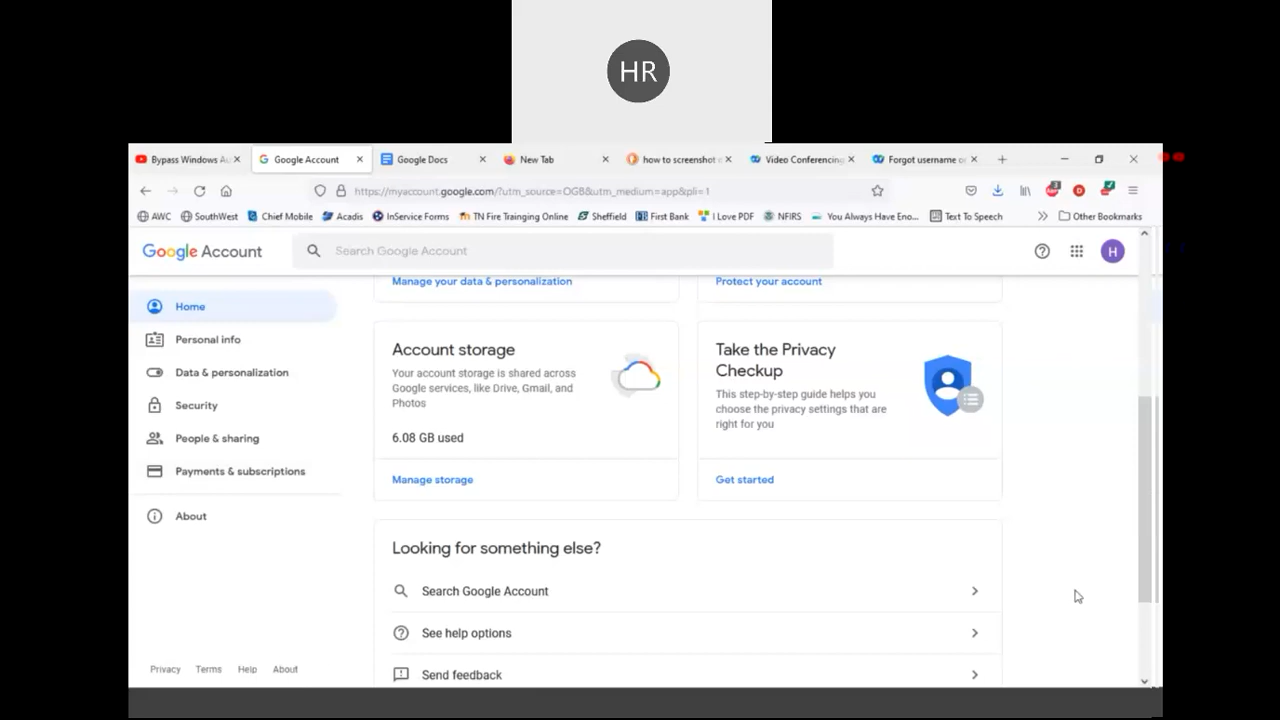 HR
Bypass Windows Au
Google Account
Google Docs
New Tab
how to screenshot o
Video Conferencing,
Forgot username or
https://myaccount.google.com/?utm_source=OGB&utm_medium=app&pli=1
AWC
SouthWest
Chief Mobile
Acadis
InService Forms
TN Fire Trainging Online
Sheffield
First Bank
I Love PDF
NFIRS
You Always Have Eno...
Text To Speech
Other Bookmarks
Google Account
Search Google Account
H
Home
Personal info
Data & personalization
Security
People & sharing
Payments & subscriptions
About
Manage your data & personalization
Protect your account
Account storage
Your account storage is shared across
Google services, like Drive, Gmail, and
Photos
6.08 GB used
Manage storage
Take the Privacy
Checkup
This step-by-step guide helps you
choose the privacy settings that are
right for you
Get started
Looking for something else?
Search Google Account
See help options
Send feedback
Privacy
Terms
Help
About